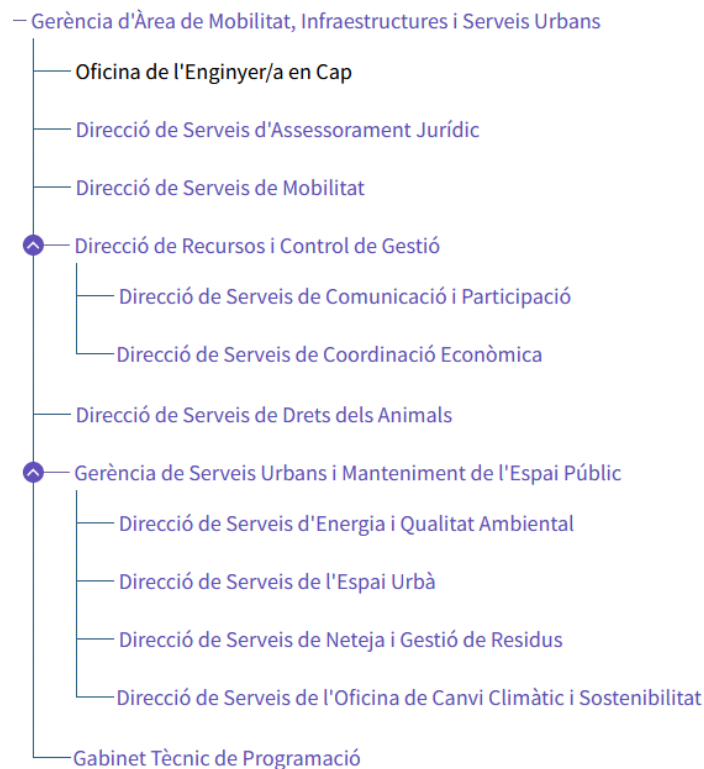 Gerència d'Àrea de Mobilitat, Infraestructures i Serveis Urbans
Oficina de l'Enginyer/a en Cap
Direcció de Serveis d'Assessorament Jurídic
Direcció de Serveis de Mobilitat
Direcció de Recursos i Control de Gestió
Direcció de Serveis de Comunicació i Participació
Direcció de Serveis de Coordinació Econòmica
Direcció de Serveis de Drets dels Animals
Gerència de Serveis Urbans i Manteniment de l'Espai Públic
Direcció de Serveis d'Energia i Qualitat Ambiental
Direcció de Serveis de l'Espai Urbà
Direcció de Serveis de Neteja i Gestió de Residus
Direcció de Serveis de l'Oficina de Canvi Climàtic i Sostenibilitat
Gabinet Tècnic de Programació